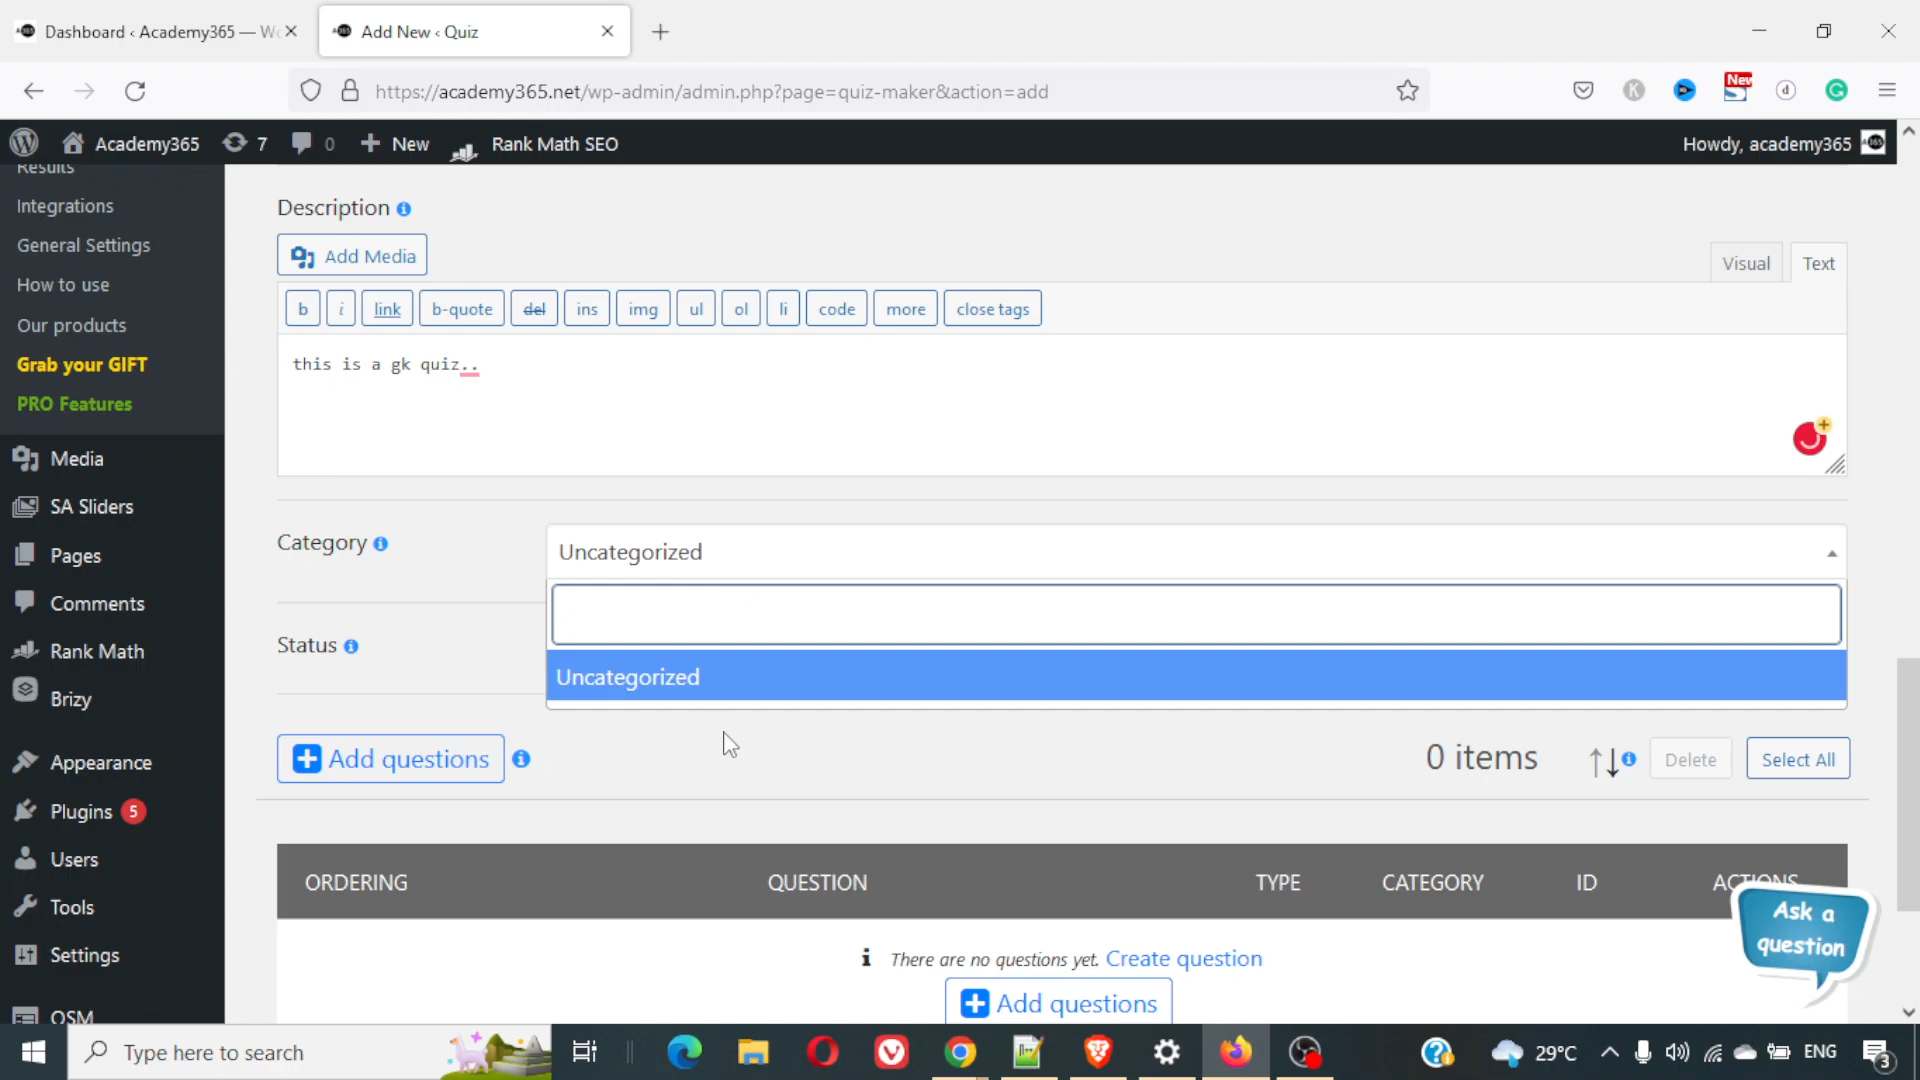 Dashboard ‹ Academy365 — Wo
Add New ‹ Quiz
https://academy365.net/wp-admin/admin.php?page=quiz-maker&action=add
New
Academy365
7
0
New
Rank Math SEO
Howdy, academy365
Results
Integrations
General Settings
How to use
Our products
Grab your GIFT
PRO Features
Media
SA Sliders
Pages
Comments
Rank Math
Brizy
Appearance
Plugins 5
Users
Tools
Settings
OSM
Description
Add Media
Visual
Text
b
i
link
b-quote
del
ins
img
ul
ol
li
code
more
close tags
this is a gk quiz..
Category
Uncategorized
Uncategorized
Status
Add questions
0 items
Delete
Select All
ORDERING
QUESTION
TYPE
CATEGORY
ID
ACTIONS
There are no questions yet. Create question
Add questions
Ask a
question
Type here to search
29°C
ENG
3